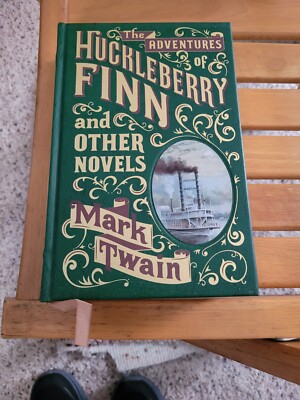 The ADVENTURES
of
HUCKLEBERRY
FINN
and
OTHER
NOVELS
Mark
Twain